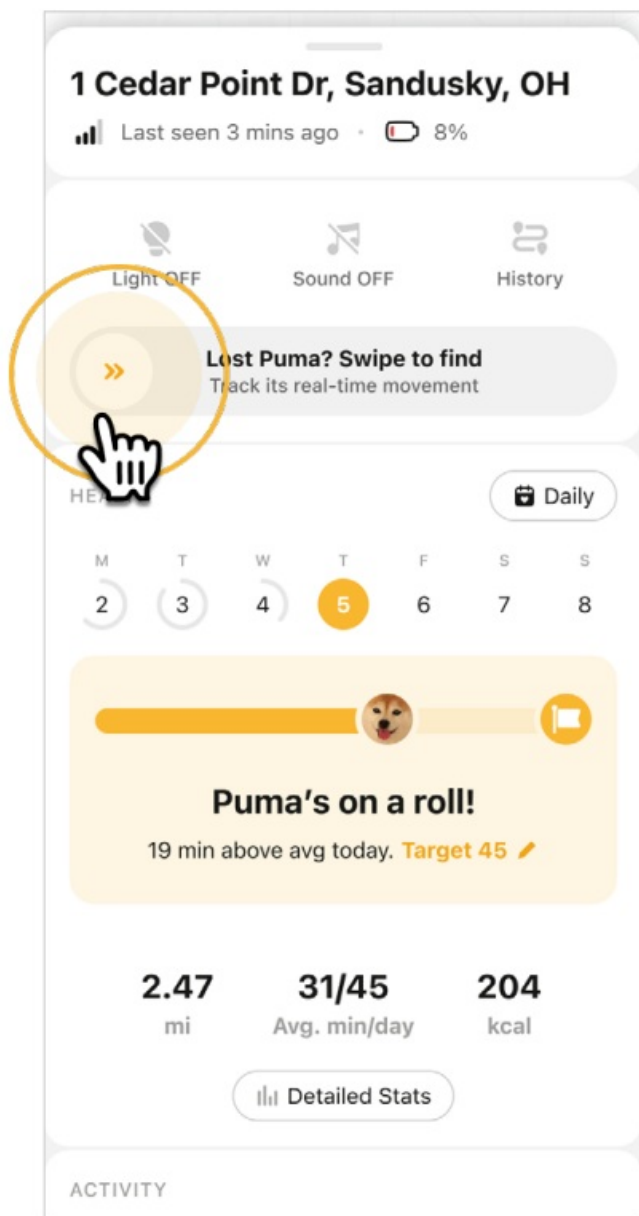 1 Cedar Point Dr, Sandusky, OH
Last seen 3 mins ago · 8%
Light OFF Sound OFF History
Lost Puma? Swipe to find
Track its real-time movement
Daily
M T W T F S S
2 3 4 5 6 7 8
Puma's on a roll!
19 min above avg today. Target 45
2.47 31/45 204
mi Avg. min/day kcal
Detailed Stats
ACTIVITY